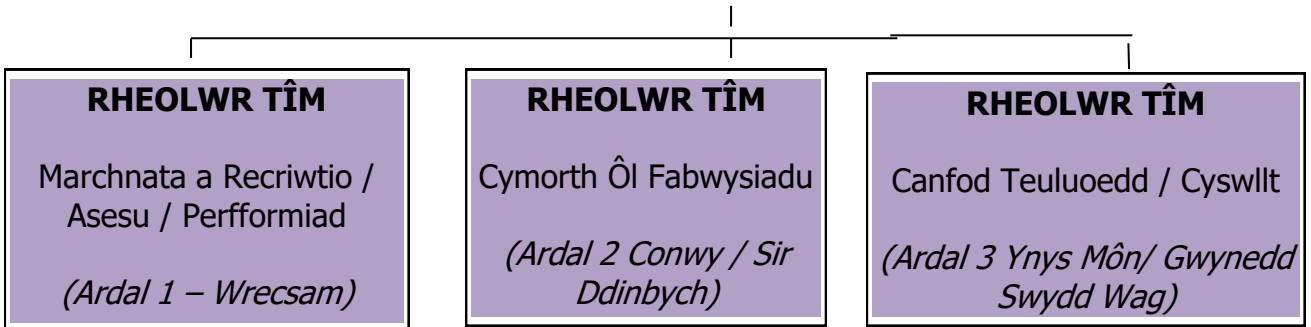 RHEOLWR TÎM
Marchnata a Recriwtio /
Asesu / Perfformiad
(Ardal 1 – Wrecsam)
RHEOLWR TÎM
Cymorth Ôl Fabwysiadu
(Ardal 2 Conwy / Sir
Ddinbych)
RHEOLWR TÎM
Canfod Teuluoedd / Cyswllt
(Ardal 3 Ynys Môn/ Gwynedd
Swydd Wag)